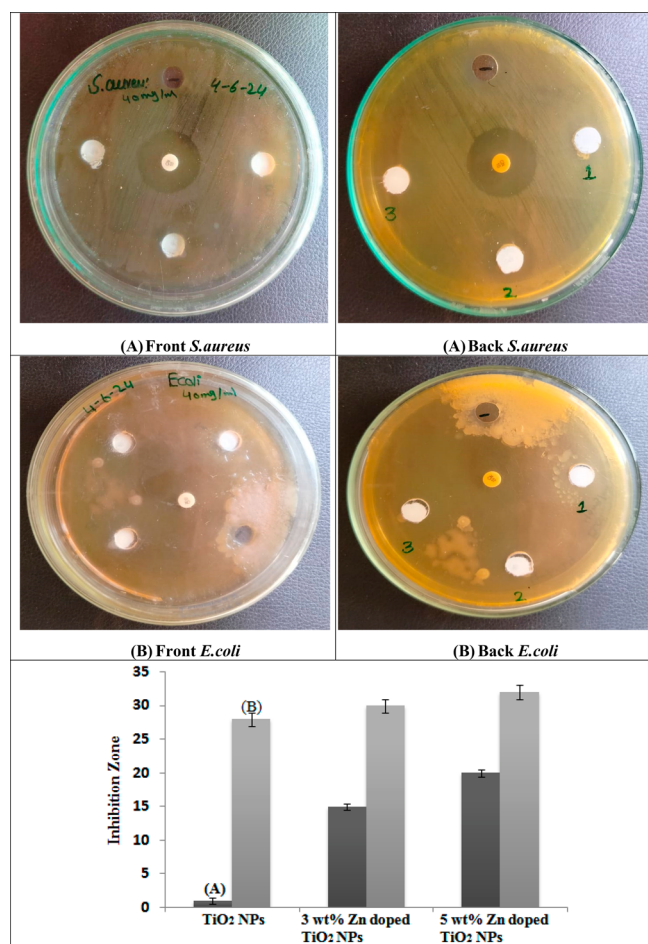 S.aureus
40mg/ml
4-6-24
1
3
2
(A) Front S.aureus
(A) Back S.aureus
4-6-24
Ecoli
40mg/ml
1
3
2
(B) Front E.coli
(B) Back E.coli
Inhibition Zone
35
30
25
20
15
10
5
0
(A)
(B)
TiO₂ NPs
3 wt% Zn doped
TiO₂ NPs
5 wt% Zn doped
TiO₂ NPs